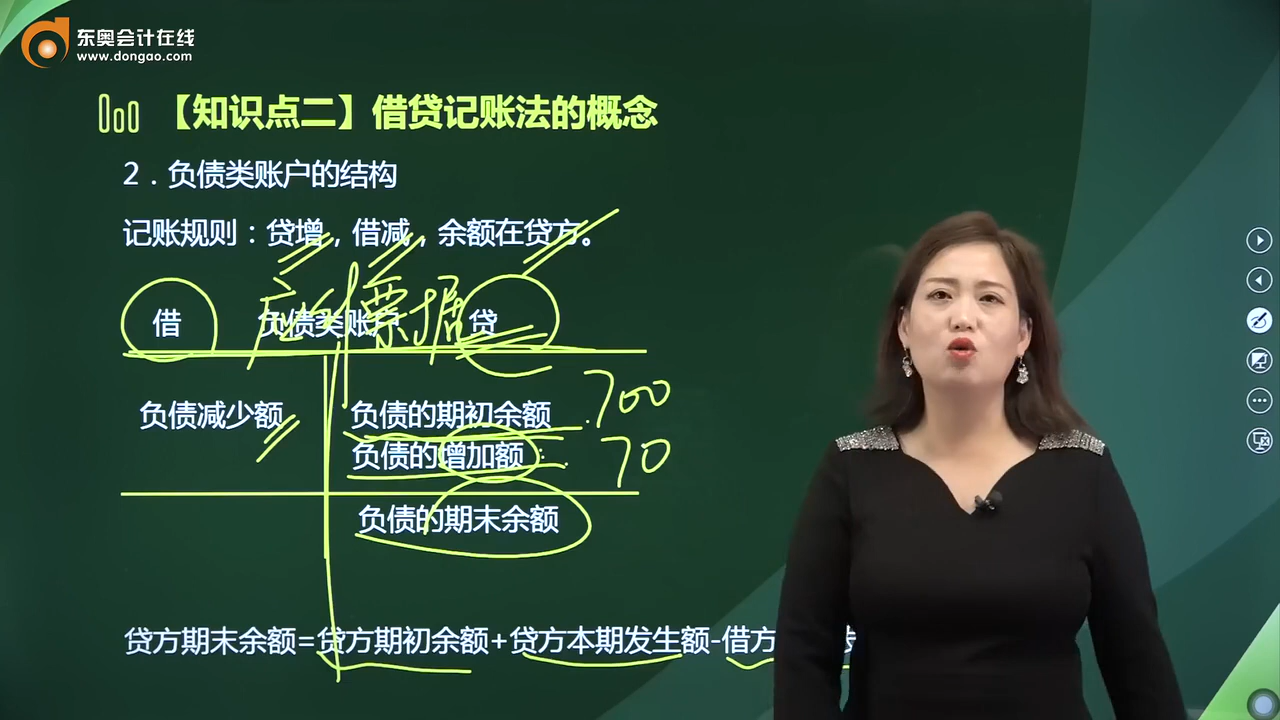 东奥会计在线
www.dongao.com
【知识点二】借贷记账法的概念
2．负债类账户的结构
记账规则：贷增，借减，余额在贷方。
应付票据
借 负债类账户 贷
负债减少额 负债的期初余额 700
负债的增加额 70
负债的期末余额
贷方期末余额=贷方期初余额+贷方本期发生额-借方